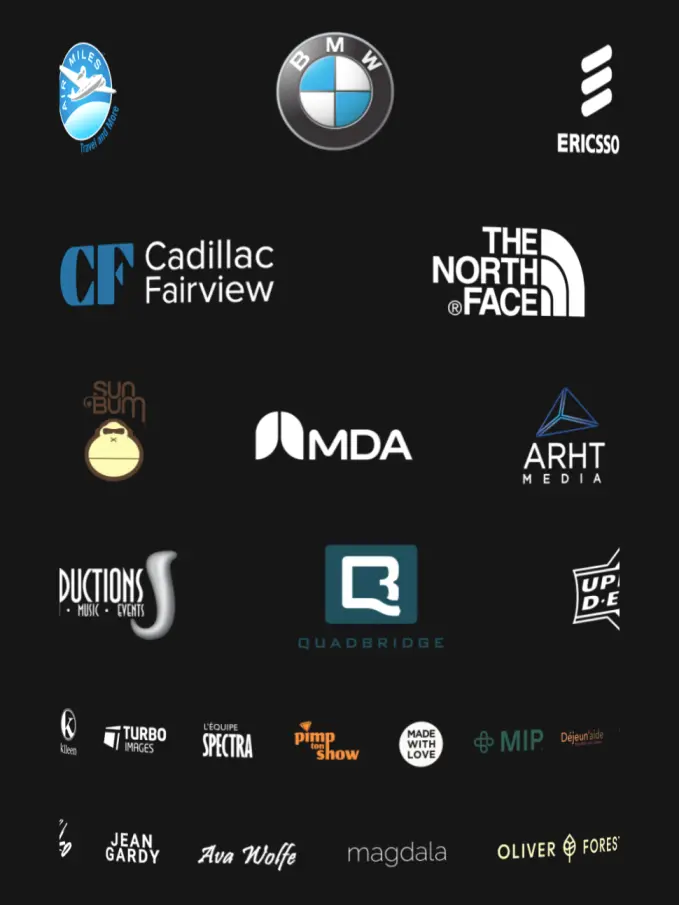 AIR MILES
Travel and More
BMW
ERICSSO
CF Cadillac
Fairview
THE
NORTH
®FACE
SUN
BUM
MDA
ARHT
MEDIA
DUCTIONS
• MUSIC • EVENTS
QUADBRIDGE
UP
D·E
k
killeen
TURBO
IMAGES
L'ÉQUIPE
SPECTRA
pimp
ton
show
MADE
WITH
LOVE
MIP
Déjeun'aide
JEAN
GARDY
Ava Wolfe
magdala
OLIVER FORES